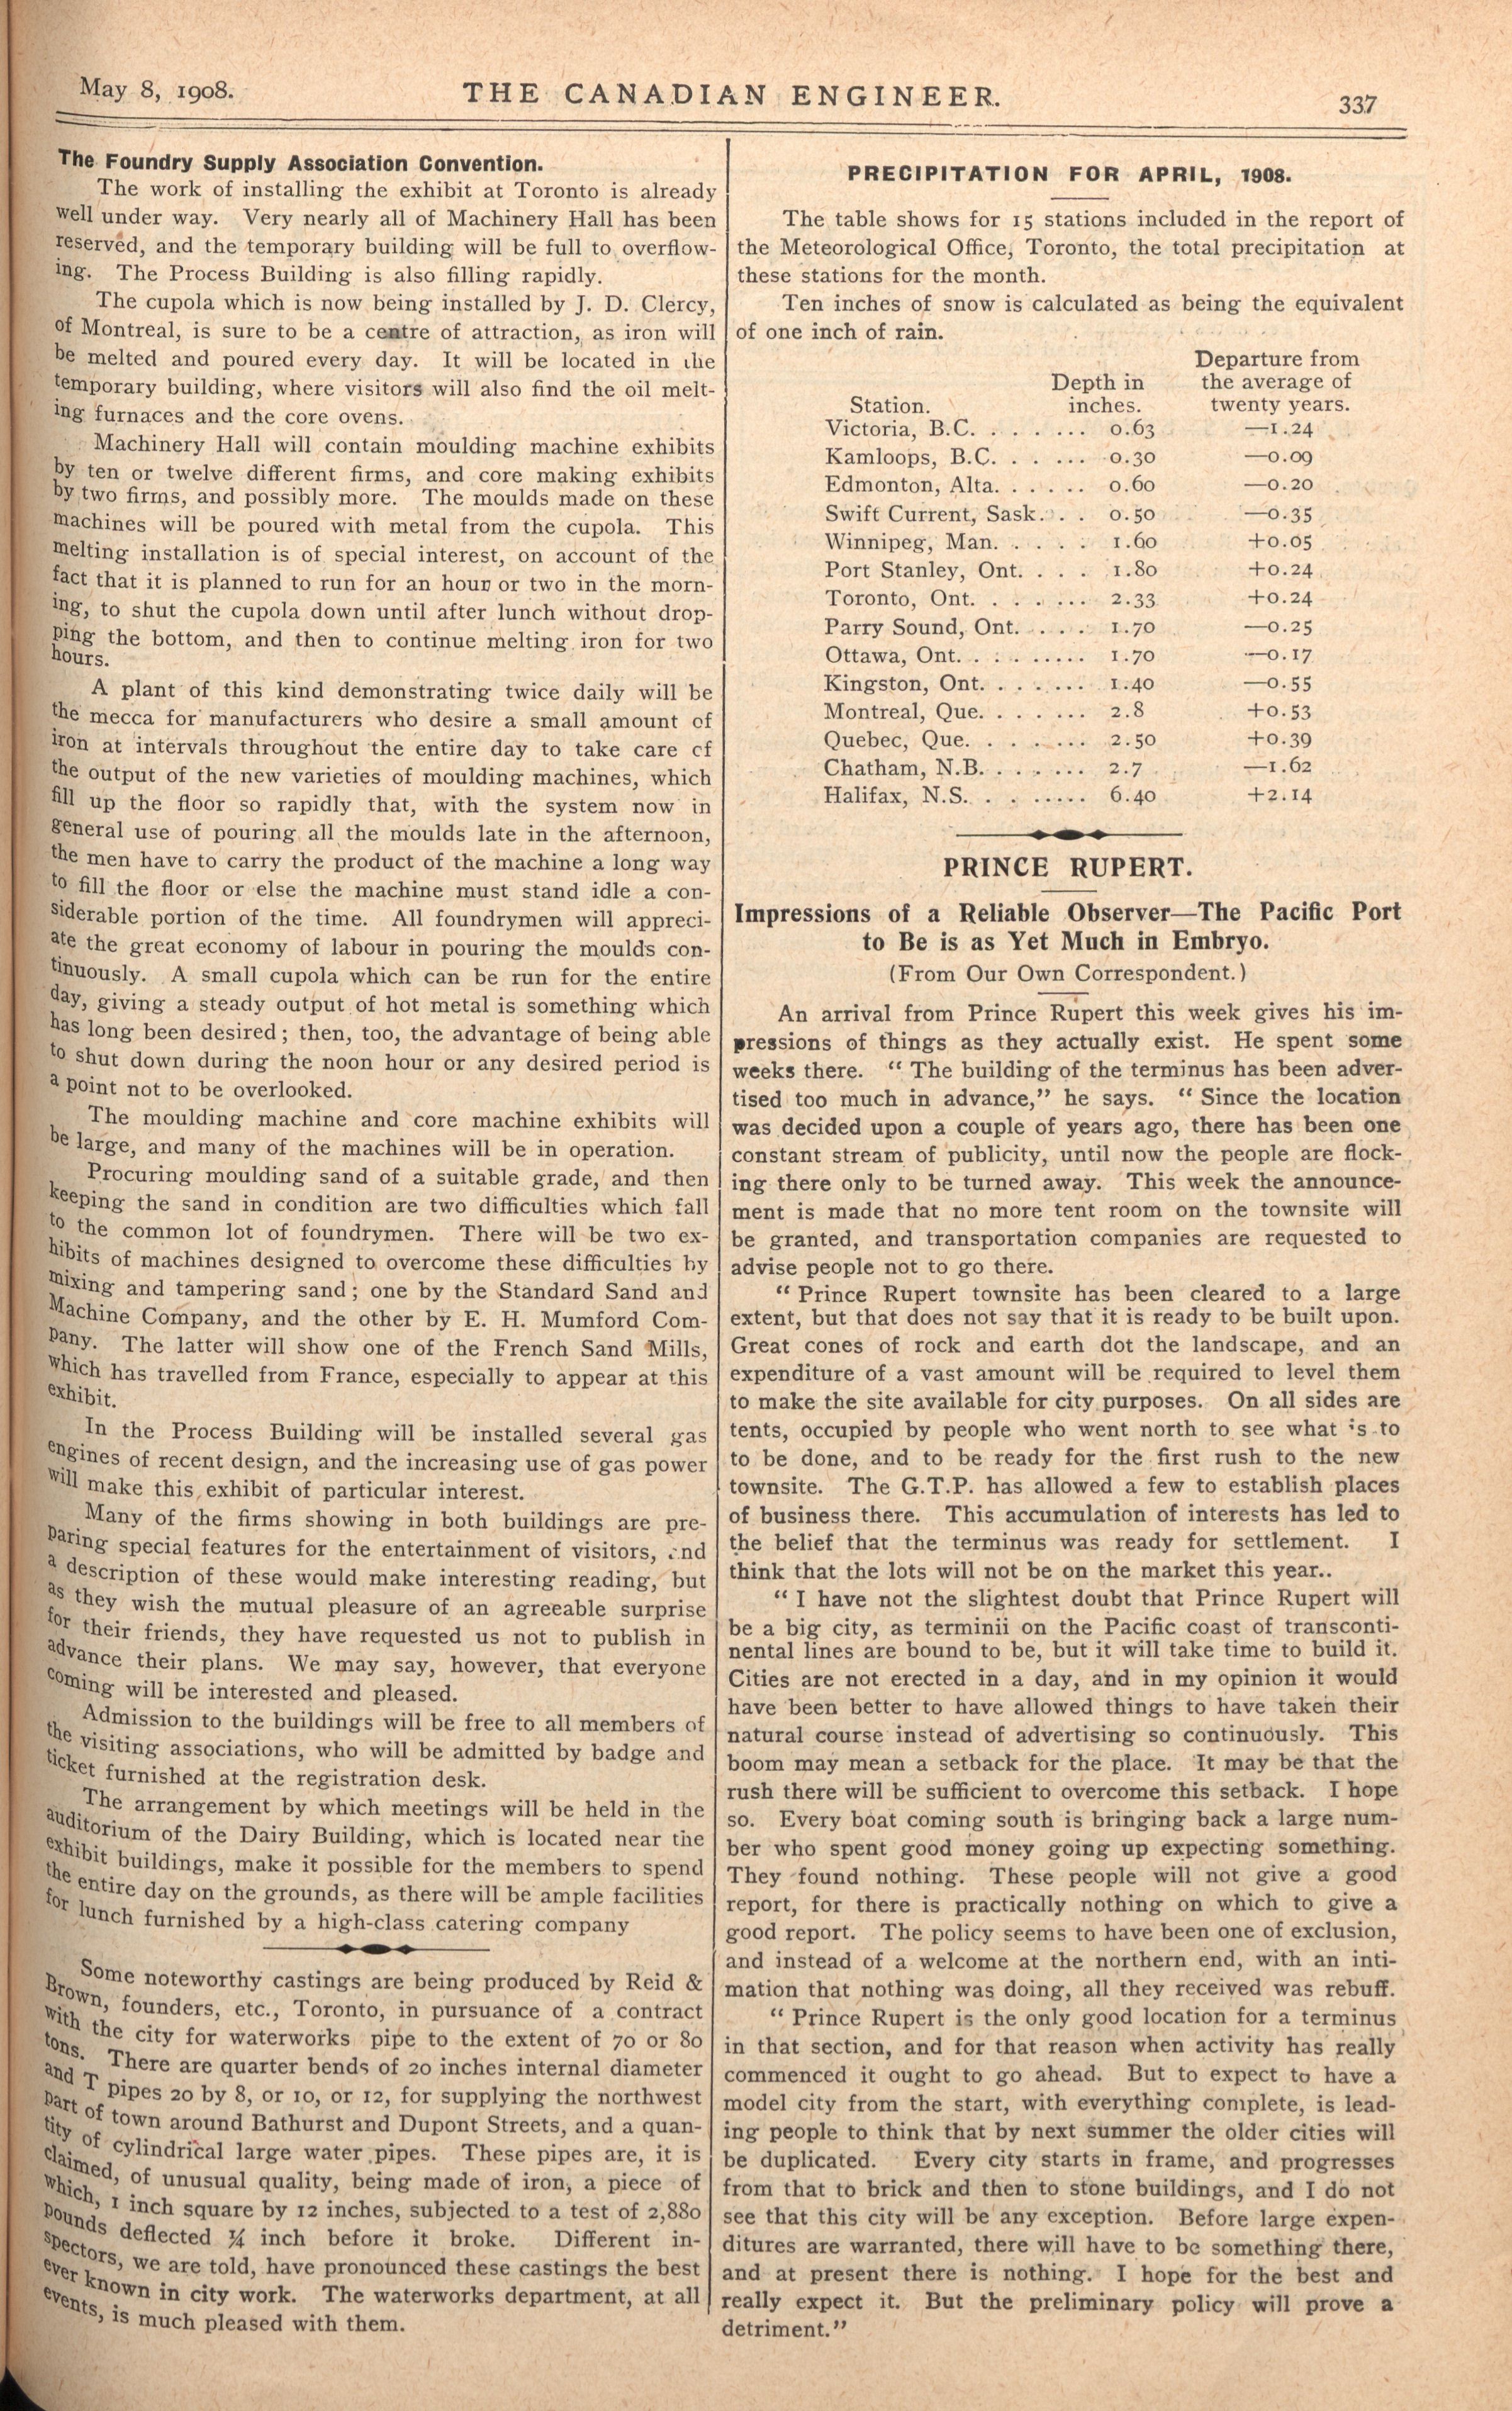 May 8, 1908.
THE CANADIAN ENGINEER.
337
The Foundry Supply Association Convention.
The work of installing the exhibit at Toronto is already
well under way. Very nearly all of Machinery Hall has been
reserved, and the temporary building will be full to overflow-
ing. The Process Building is also filling rapidly.
The cupola which is now being installed by J. D. Clercy,
of Montreal, is sure to be a centre of attraction, as iron will
be melted and poured every day. It will be located in the
temporary building, where visitors will also find the oil melt-
ing furnaces and the core ovens.
Machinery Hall will contain moulding machine exhibits
by ten or twelve different firms, and core making exhibits
by two firms, and possibly more. The moulds made on these
machines will be poured with metal from the cupola. This
melting installation is of special interest, on account of the
fact that it is planned to run for an hour or two in the morn-
ing, to shut the cupola down until after lunch without drop-
ping the bottom, and then to continue melting iron for two
hours.
A plant of this kind demonstrating twice daily will be
the mecca for manufacturers who desire a small amount of
iron at intervals throughout the entire day to take care of
the output of the new varieties of moulding machines, which
fill up the floor so rapidly that, with the system now in
general use of pouring all the moulds late in the afternoon,
the men have to carry the product of the machine a long way
to fill the floor or else the machine must stand idle a con-
siderable portion of the time. All foundrymen will appreci-
ate the great economy of labour in pouring the moulds con-
tinuously. A small cupola which can be run for the entire
day, giving a steady output of hot metal is something which
has long been desired; then, too, the advantage of being able
to shut down during the noon hour or any desired period is
a point not to be overlooked.
The moulding machine and core machine exhibits will
be large, and many of the machines will be in operation.
Procuring moulding sand of a suitable grade, and then
keeping the sand in condition are two difficulties which fall
to the common lot of foundrymen. There will be two ex-
hibits of machines designed to overcome these difficulties by
mixing and tampering sand; one by the Standard Sand and
Machine Company, and the other by E. H. Mumford Com-
pany. The latter will show one of the French Sand Mills,
which has travelled from France, especially to appear at this
exhibit.
In the Process Building will be installed several gas
engines of recent design, and the increasing use of gas power
will make this exhibit of particular interest.
Many of the firms showing in both buildings are pre-
paring special features for the entertainment of visitors, and
a description of these would make interesting reading, but
as they wish the mutual pleasure of an agreeable surprise
for their friends, they have requested us not to publish in
advance their plans. We may say, however, that everyone
coming will be interested and pleased.
Admission to the buildings will be free to all members of
the visiting associations, who will be admitted by badge and
ticket furnished at the registration desk.
The arrangement by which meetings will be held in the
auditorium of the Dairy Building, which is located near the
exhibit buildings, make it possible for the members to spend
the entire day on the grounds, as there will be ample facilities
for lunch furnished by a high-class catering company
Some noteworthy castings are being produced by Reid &
Brown, founders, etc., Toronto, in pursuance of a contract
with the city for waterworks pipe to the extent of 70 or 80
tons. There are quarter bends of 20 inches internal diameter
and T pipes 20 by 8, or 10, or 12, for supplying the northwest
part of town around Bathurst and Dupont Streets, and a quan-
tity of cylindrical large water pipes. These pipes are, it is
claimed, of unusual quality, being made of iron, a piece of
which, 1 inch square by 12 inches, subjected to a test of 2,880
pounds deflected ¼ inch before it broke. Different in-
spectors, we are told, have pronounced these castings the best
ever known in city work. The waterworks department, at all
events, is much pleased with them.
PRECIPITATION FOR APRIL, 1908.
The table shows for 15 stations included in the report of
the Meteorological Office, Toronto, the total precipitation at
these stations for the month.
Ten inches of snow is calculated as being the equivalent
of one inch of rain.
Departure from
Depth in the average of
Station. inches. twenty years.
Victoria, B.C. . . . . . ... 0.63 —1.24
Kamloops, B.C. . . . ... 0.30 —0.09
Edmonton, Alta. . . . . .. 0.60 —0.20
Swift Current, Sask. . . . 0.50 —0.35
Winnipeg, Man. . . . . . 1.60 +0.05
Port Stanley, Ont. . . . . 1.80 +0.24
Toronto, Ont. . . . . ... 2.33 +0.24
Parry Sound, Ont. . . . . 1.70 —0.25
Ottawa, Ont. . . . ...... 1.70 —0.17
Kingston, Ont. . . . . ... 1.40 —0.55
Montreal, Que. . . . . ... 2.8 +0.53
Quebec, Que. . . . . ... 2.50 +0.39
Chatham, N.B. . . . . ... 2.7 —1.62
Halifax, N.S. . . . ..... 6.40 +2.14
PRINCE RUPERT.
Impressions of a Reliable Observer—The Pacific Port
to Be is as Yet Much in Embryo.
(From Our Own Correspondent.)
An arrival from Prince Rupert this week gives his im-
pressions of things as they actually exist. He spent some
weeks there. "The building of the terminus has been adver-
tised too much in advance," he says. "Since the location
was decided upon a couple of years ago, there has been one
constant stream of publicity, until now the people are flock-
ing there only to be turned away. This week the announce-
ment is made that no more tent room on the townsite will
be granted, and transportation companies are requested to
advise people not to go there.
"Prince Rupert townsite has been cleared to a large
extent, but that does not say that it is ready to be built upon.
Great cones of rock and earth dot the landscape, and an
expenditure of a vast amount will be required to level them
to make the site available for city purposes. On all sides are
tents, occupied by people who went north to see what is to
to be done, and to be ready for the first rush to the new
townsite. The G.T.P. has allowed a few to establish places
of business there. This accumulation of interests has led to
the belief that the terminus was ready for settlement. I
think that the lots will not be on the market this year..
"I have not the slightest doubt that Prince Rupert will
be a big city, as terminii on the Pacific coast of transconti-
nental lines are bound to be, but it will take time to build it.
Cities are not erected in a day, and in my opinion it would
have been better to have allowed things to have taken their
natural course instead of advertising so continuously. This
boom may mean a setback for the place. It may be that the
rush there will be sufficient to overcome this setback. I hope
so. Every boat coming south is bringing back a large num-
ber who spent good money going up expecting something.
They found nothing. These people will not give a good
report, for there is practically nothing on which to give a
good report. The policy seems to have been one of exclusion,
and instead of a welcome at the northern end, with an inti-
mation that nothing was doing, all they received was rebuff.
"Prince Rupert is the only good location for a terminus
in that section, and for that reason when activity has really
commenced it ought to go ahead. But to expect to have a
model city from the start, with everything complete, is lead-
ing people to think that by next summer the older cities will
be duplicated. Every city starts in frame, and progresses
from that to brick and then to stone buildings, and I do not
see that this city will be any exception. Before large expen-
ditures are warranted, there will have to be something there,
and at present there is nothing. I hope for the best and
really expect it. But the preliminary policy will prove a
detriment."